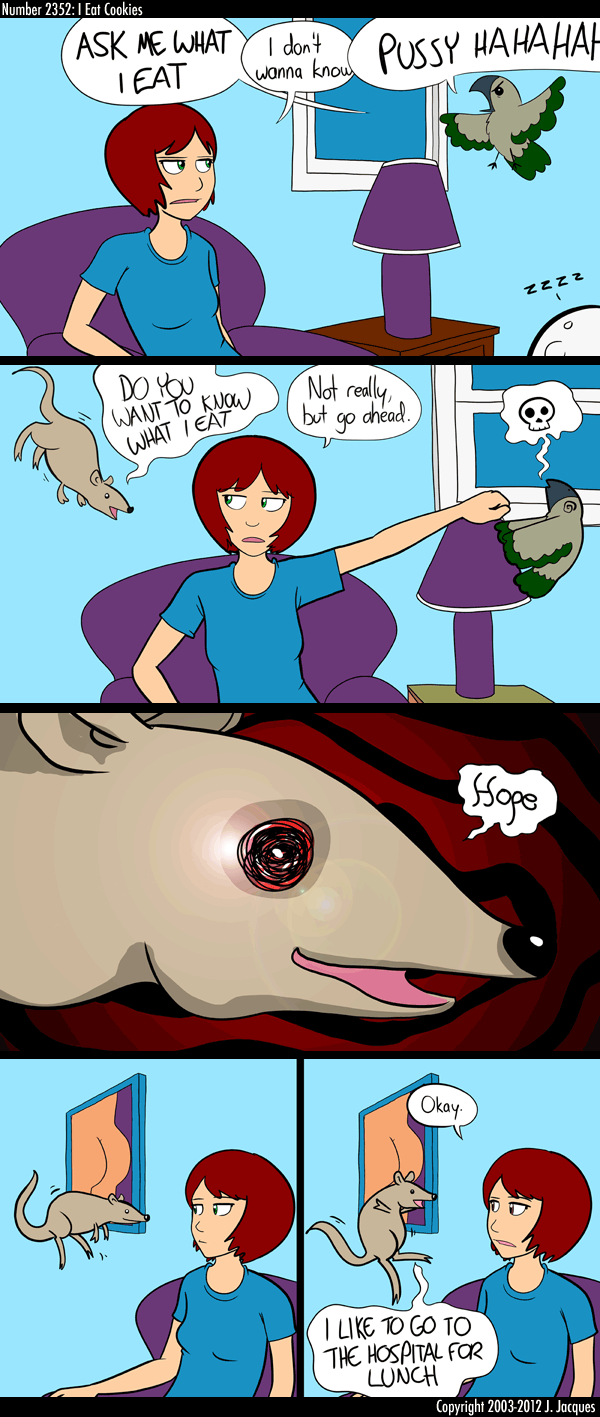 Number 2352: I Eat Cookies
ASK ME WHAT
I EAT
I don't
wanna know
PUSSY HAHAHAH
zzzz
DO YOU
WANT TO KNOW
WHAT I EAT
Not really,
but go ahead.
Hope
Okay.
I LIKE TO GO TO
THE HOSPITAL FOR
LUNCH
Copyright 2003-2012 J. Jacques